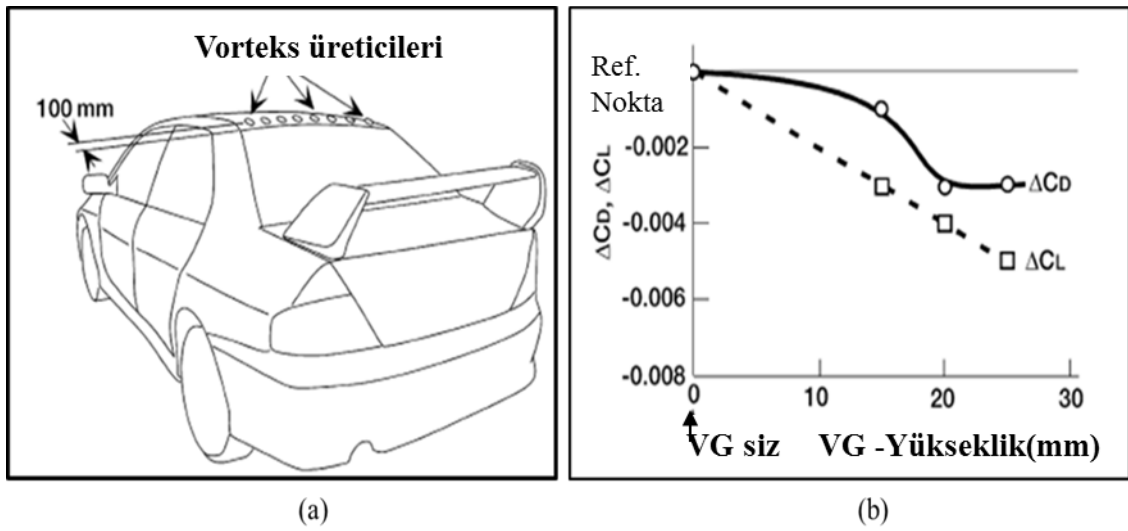 Vorteks üreticileri
100 mm
(a)
Ref.
Nokta
-0.002
-0.004
-0.006
-0.008
ΔCD, ΔCL
ΔCD
ΔCL
0
10
20
30
VG siz
VG -Yükseklik(mm)
(b)